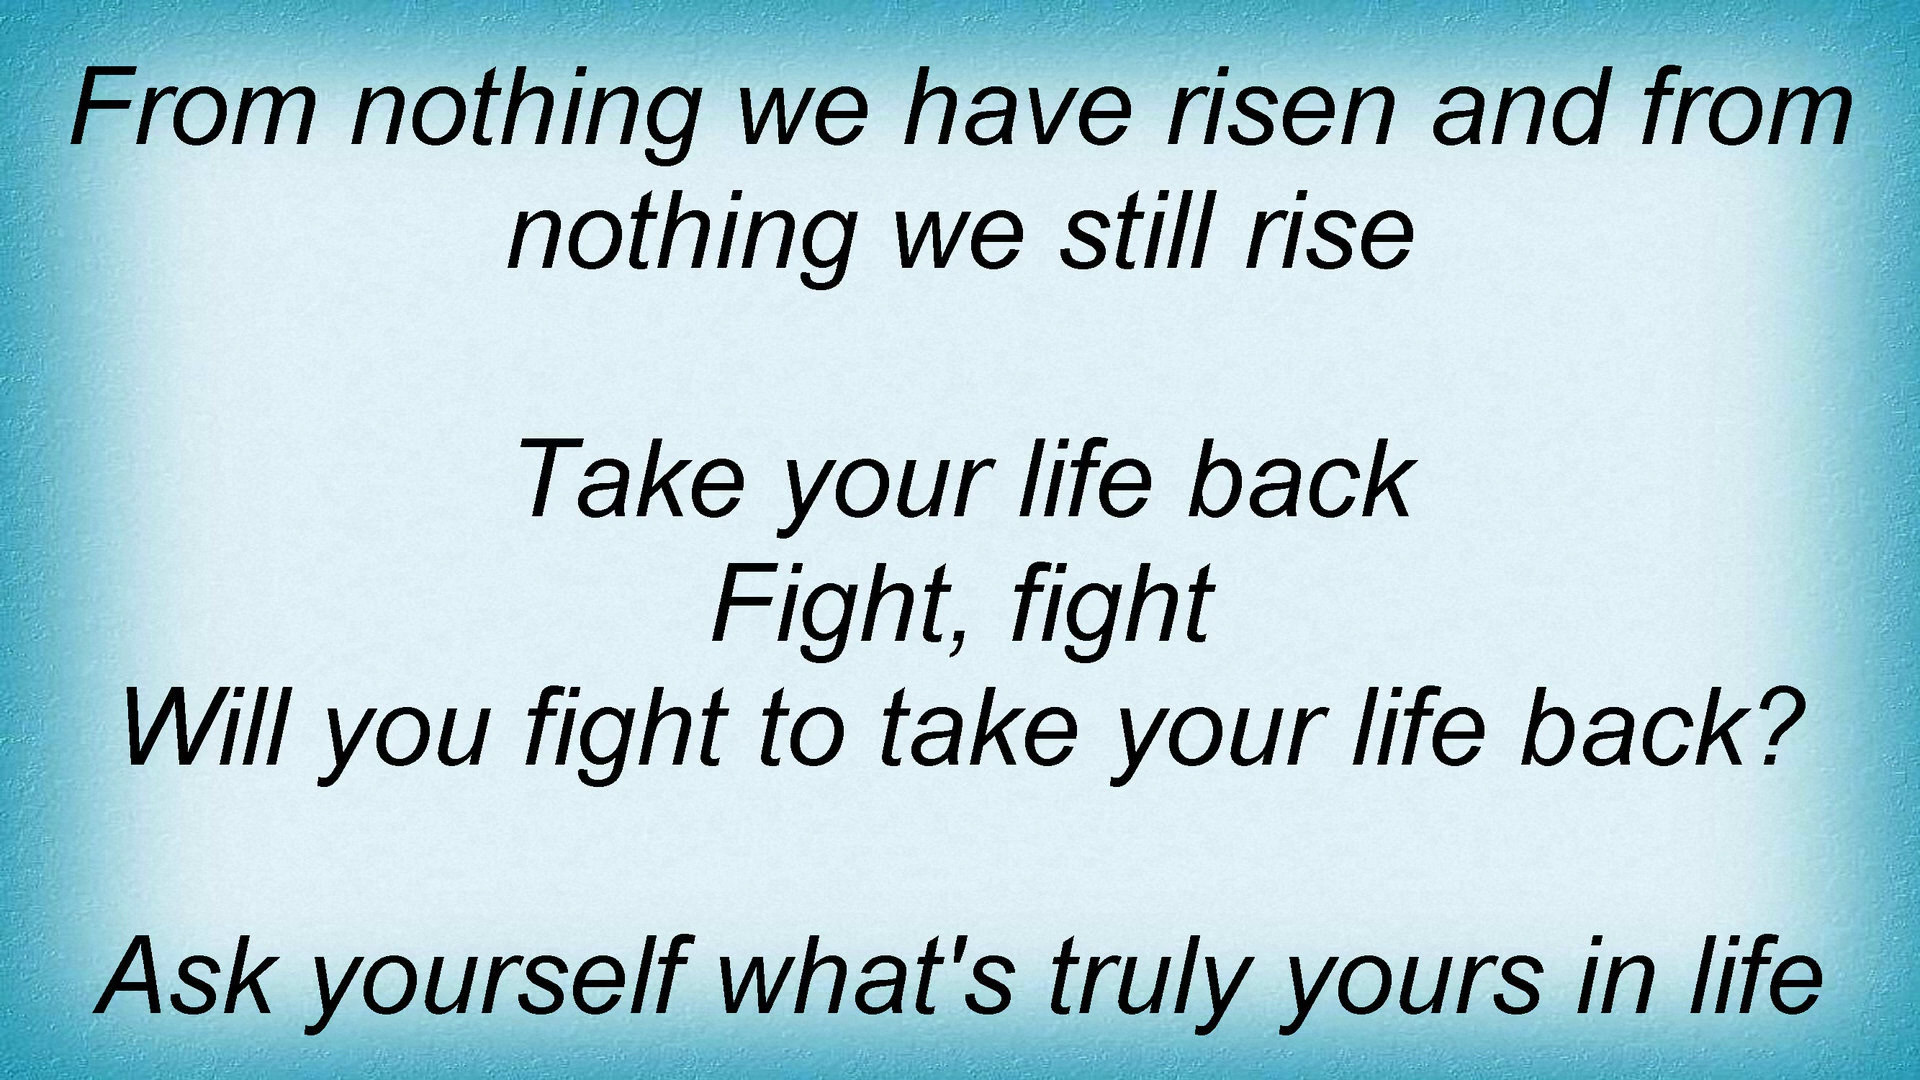 From nothing we have risen and from
nothing we still rise
Take your life back
Fight, fight
Will you fight to take your life back?
Ask yourself what's truly yours in life